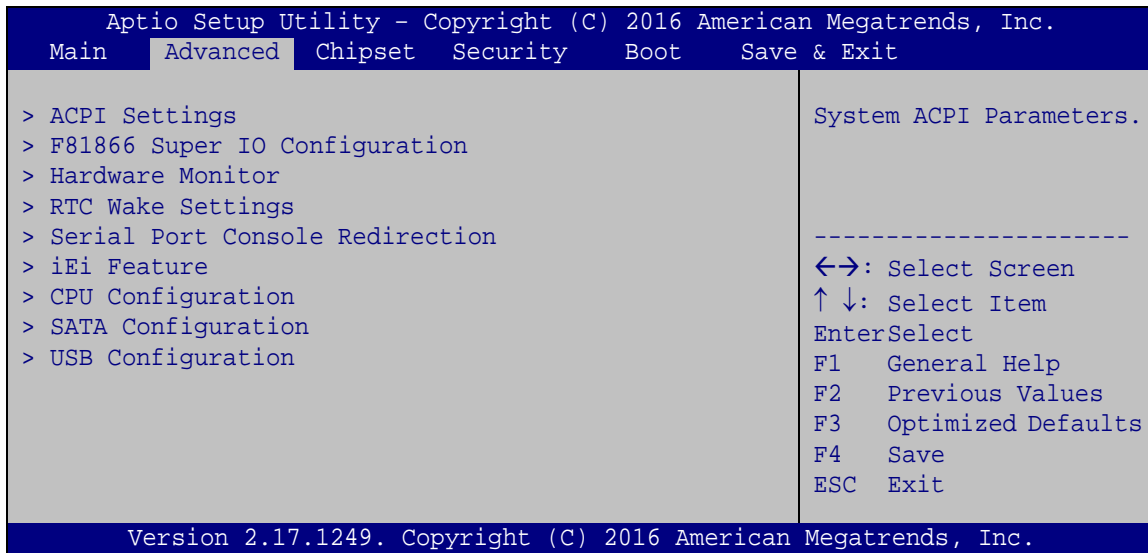 Aptio Setup Utility – Copyright (C) 2016 American Megatrends, Inc.
Main Advanced Chipset Security Boot Save & Exit
> ACPI Settings
> F81866 Super IO Configuration
> Hardware Monitor
> RTC Wake Settings
> Serial Port Console Redirection
> iEi Feature
> CPU Configuration
> SATA Configuration
> USB Configuration
System ACPI Parameters.
----------------------
←→: Select Screen
↑ ↓: Select Item
EnterSelect
F1 General Help
F2 Previous Values
F3 Optimized Defaults
F4 Save
ESC Exit
Version 2.17.1249. Copyright (C) 2016 American Megatrends, Inc.